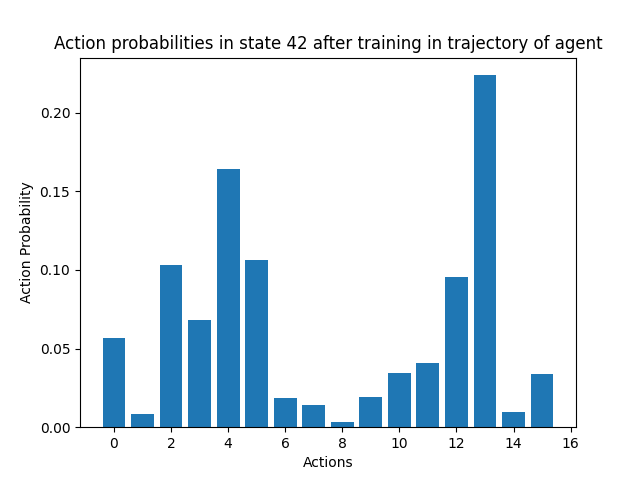 Action probabilities in state 42 after training in trajectory of agent
0.20
0.15
0.10
0.05
0.00
Action Probability
0 2 4 6 8 10 12 14 16
Actions